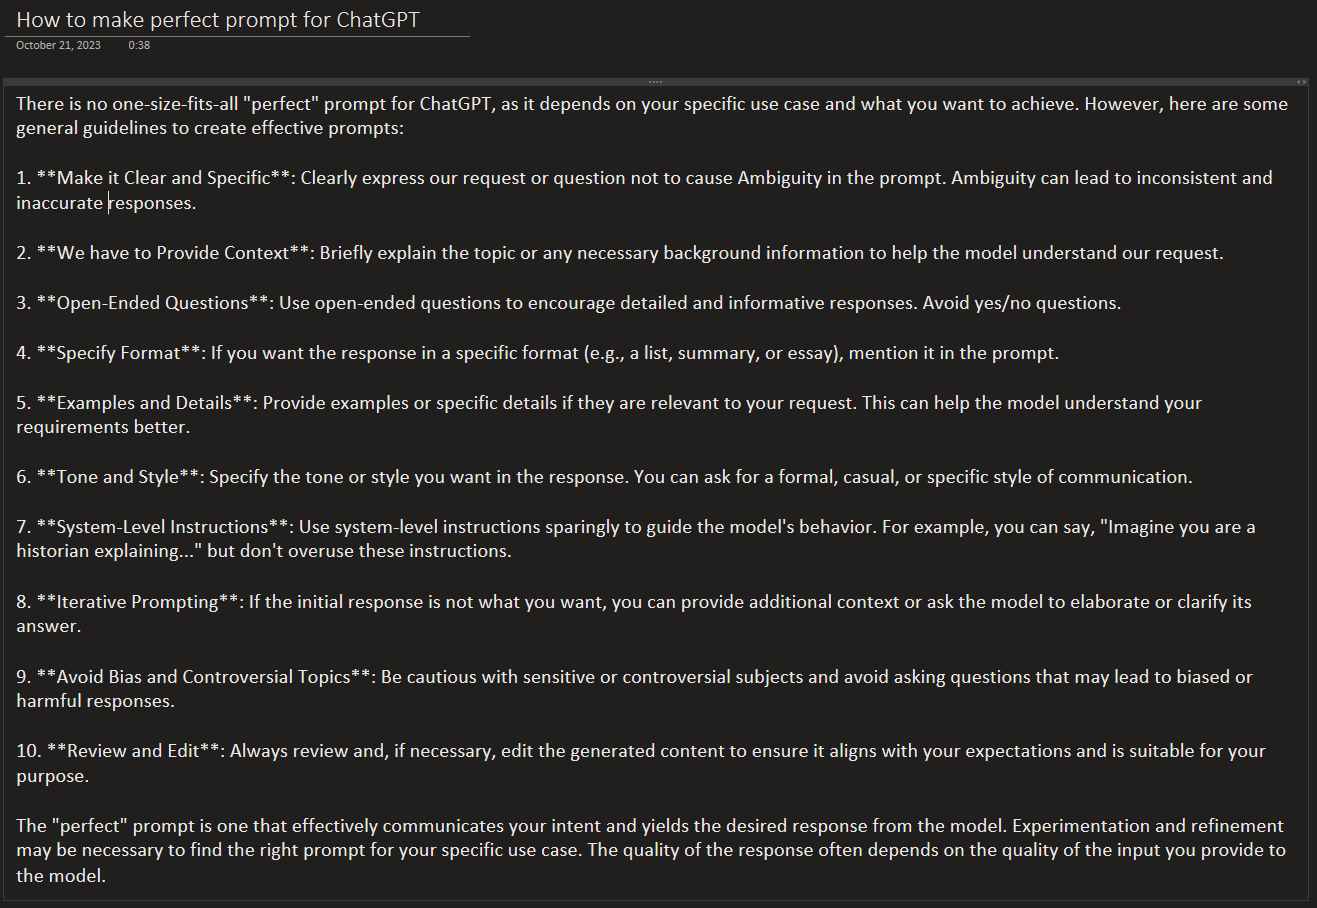 How to make perfect prompt for ChatGPT
October 21, 2023 0:38
There is no one-size-fits-all "perfect" prompt for ChatGPT, as it depends on your specific use case and what you want to achieve. However, here are some
general guidelines to create effective prompts:
1. **Make it Clear and Specific**: Clearly express our request or question not to cause Ambiguity in the prompt. Ambiguity can lead to inconsistent and
inaccurate responses.
2. **We have to Provide Context**: Briefly explain the topic or any necessary background information to help the model understand our request.
3. **Open-Ended Questions**: Use open-ended questions to encourage detailed and informative responses. Avoid yes/no questions.
4. **Specify Format**: If you want the response in a specific format (e.g., a list, summary, or essay), mention it in the prompt.
5. **Examples and Details**: Provide examples or specific details if they are relevant to your request. This can help the model understand your
requirements better.
6. **Tone and Style**: Specify the tone or style you want in the response. You can ask for a formal, casual, or specific style of communication.
7. **System-Level Instructions**: Use system-level instructions sparingly to guide the model's behavior. For example, you can say, "Imagine you are a
historian explaining..." but don't overuse these instructions.
8. **Iterative Prompting**: If the initial response is not what you want, you can provide additional context or ask the model to elaborate or clarify its
answer.
9. **Avoid Bias and Controversial Topics**: Be cautious with sensitive or controversial subjects and avoid asking questions that may lead to biased or
harmful responses.
10. **Review and Edit**: Always review and, if necessary, edit the generated content to ensure it aligns with your expectations and is suitable for your
purpose.
The "perfect" prompt is one that effectively communicates your intent and yields the desired response from the model. Experimentation and refinement
may be necessary to find the right prompt for your specific use case. The quality of the response often depends on the quality of the input you provide to
the model.